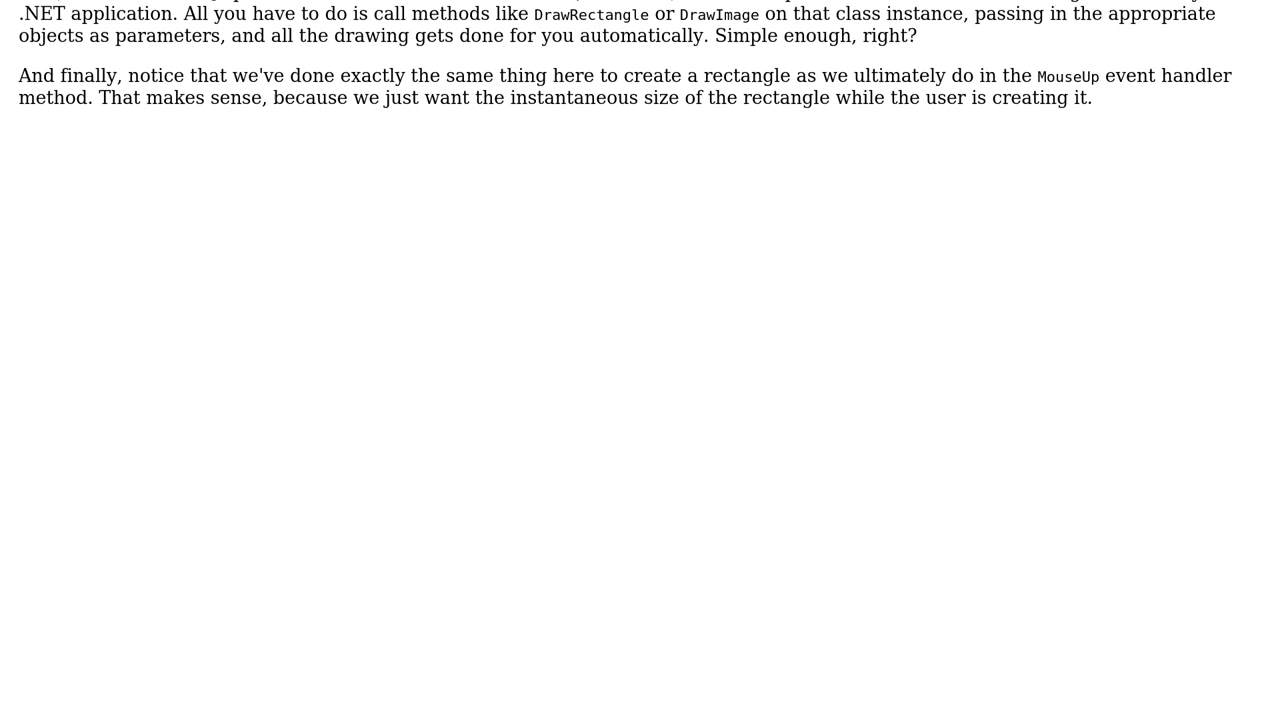 .NET application. All you have to do is call methods like DrawRectangle or DrawImage on that class instance, passing in the appropriate
objects as parameters, and all the drawing gets done for you automatically. Simple enough, right?
And finally, notice that we've done exactly the same thing here to create a rectangle as we ultimately do in the MouseUp event handler
method. That makes sense, because we just want the instantaneous size of the rectangle while the user is creating it.